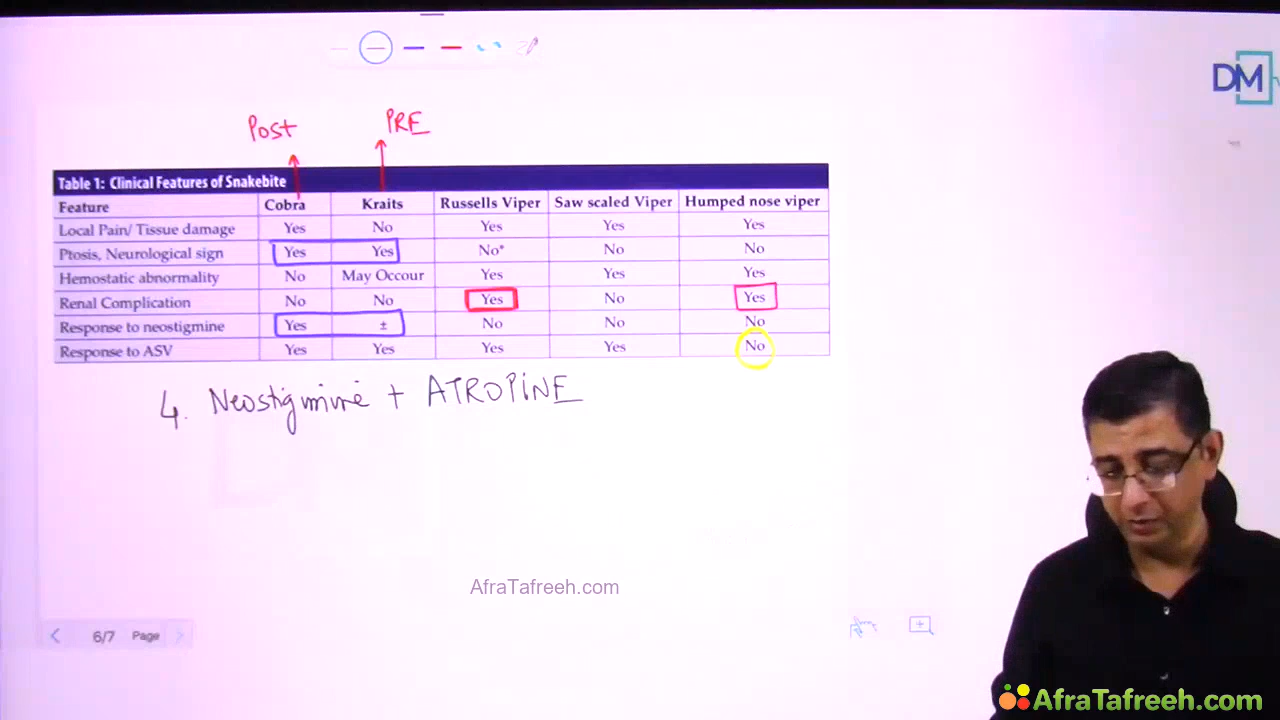 DM
Post PRE
Table 1: Clinical Features of Snakebite
Feature Cobra Kraits Russells Viper Saw scaled Viper Humped nose viper
Local Pain/ Tissue damage Yes No Yes Yes Yes
Ptosis, Neurological sign Yes Yes No* No No
Hemostatic abnormality No May Occour Yes Yes Yes
Renal Complication No No Yes No Yes
Response to neostigmine Yes ± No No No
Response to ASV Yes Yes Yes Yes No
4. Neostigmine + ATROPINE
AfraTafreeh.com
6/7 Page
AfraTafreeh.com